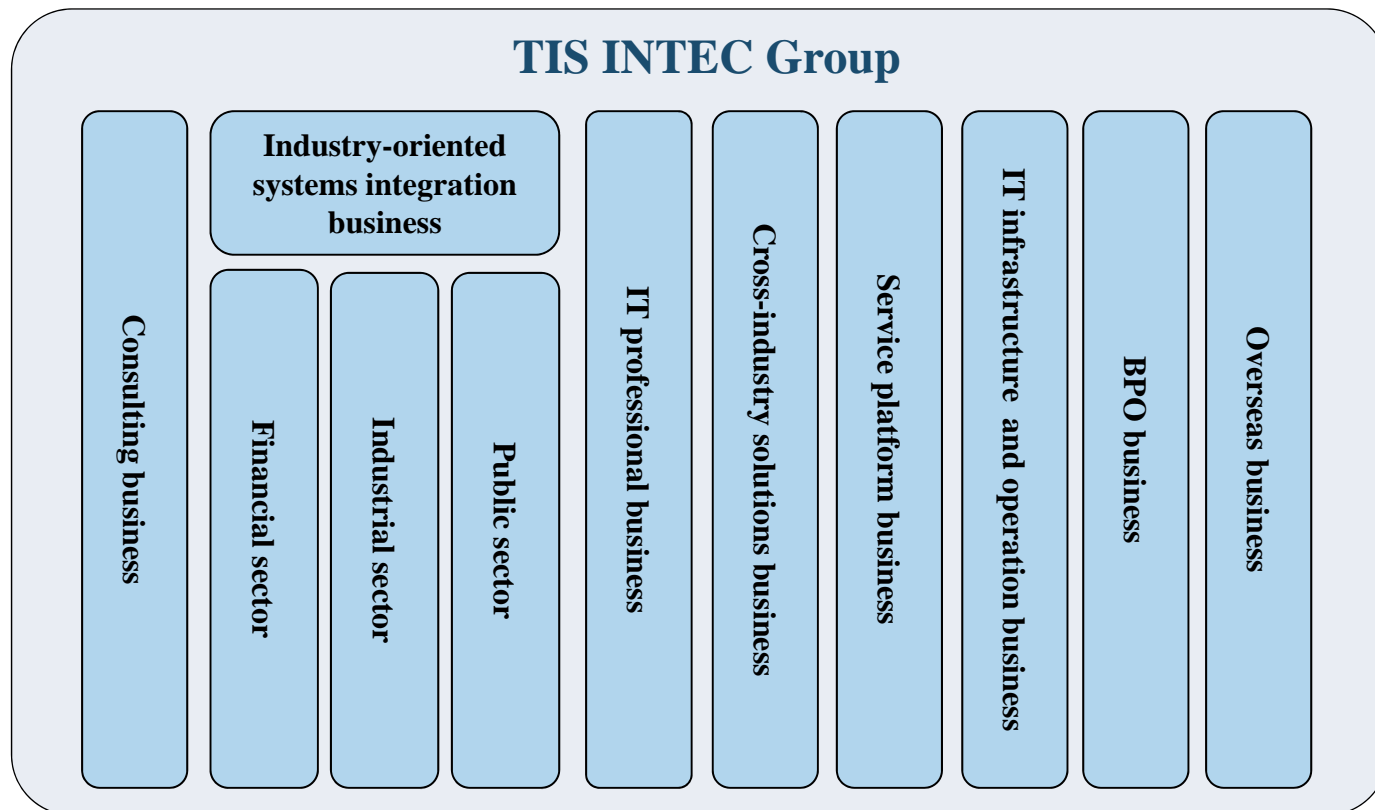 TIS INTEC Group
Consulting business
Industry-oriented
systems integration
business
Financial sector
Industrial sector
Public sector
IT professional business
Cross-industry solutions business
Service platform business
IT infrastructure and operation business
BPO business
Overseas business